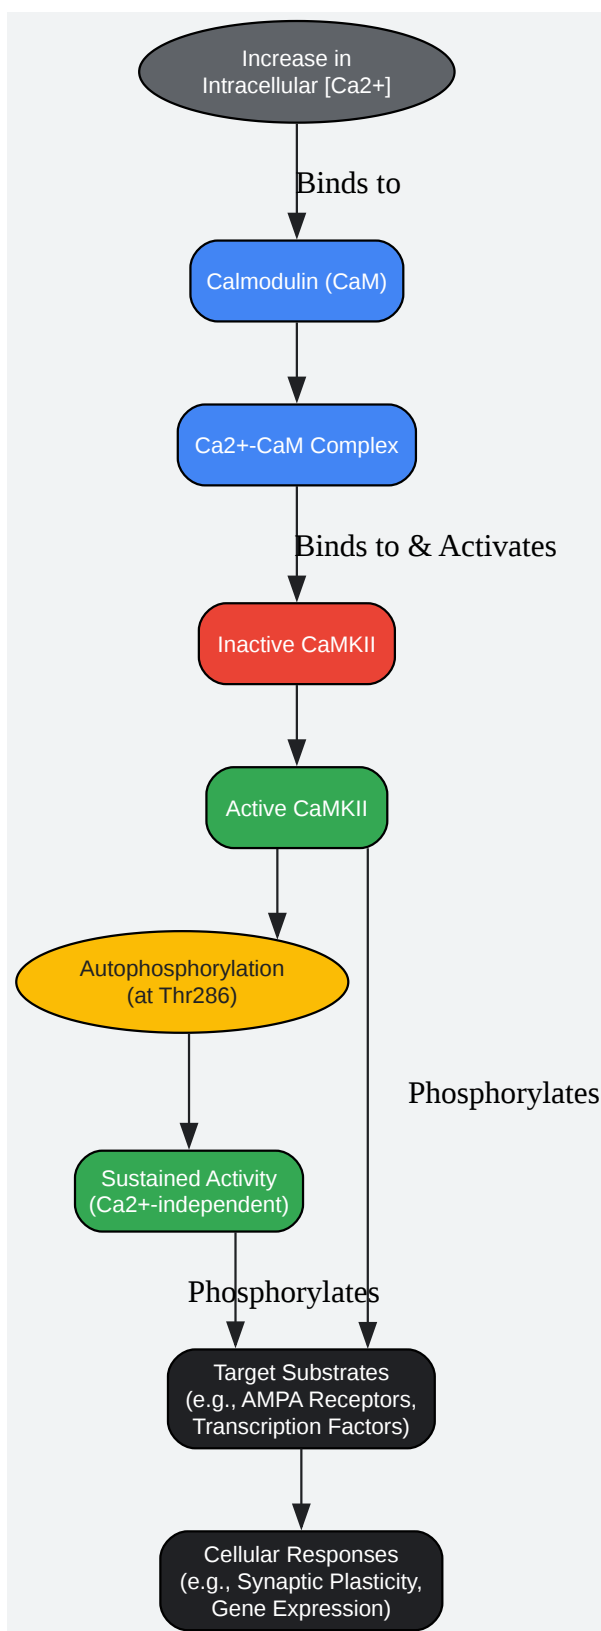 Increase in
Intracellular [Ca2+]
Binds to
Calmodulin (CaM)
Ca2+-CaM Complex
Binds to & Activates
Inactive CaMKII
Active CaMKII
Autophosphorylation
(at Thr286)
Phosphorylates
Sustained Activity
(Ca2+-independent)
Phosphorylates
Target Substrates
(e.g., AMPA Receptors,
Transcription Factors)
Cellular Responses
(e.g., Synaptic Plasticity,
Gene Expression)